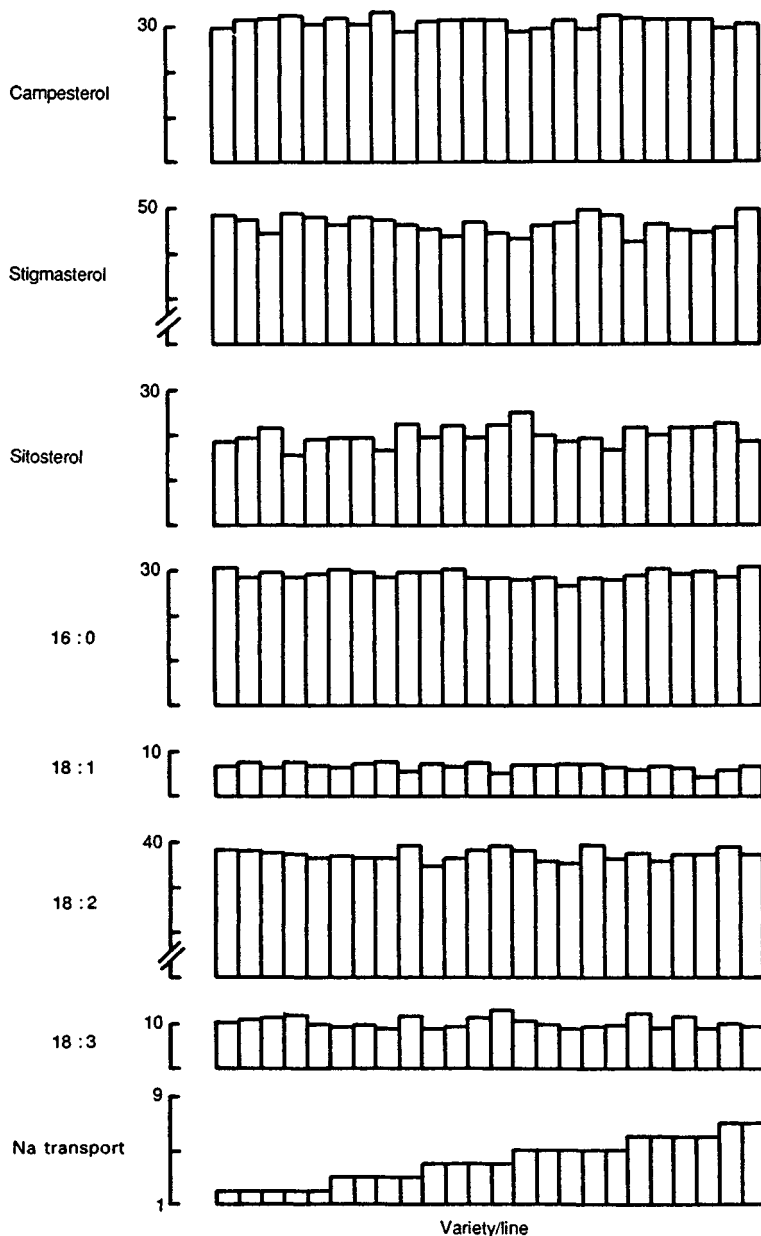 30
Campesterol
50
Stigmasterol
30
Sitosterol
30
16 : 0
10
18 : 1
40
18 : 2
10
18 : 3
9
Na transport
1
Variety/line